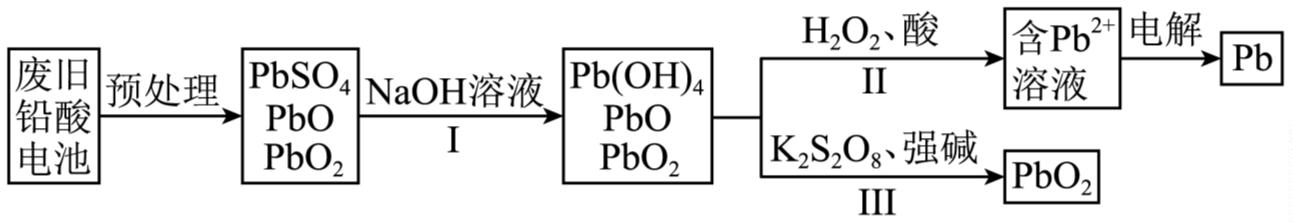 废旧
铅酸
电池
预处理
PbSO₄
PbO
PbO₂
NaOH溶液
I
Pb(OH)₄
PbO
PbO₂
H₂O₂、酸
II
含Pb²⁺
溶液
电解
Pb
K₂S₂O₈、强碱
III
PbO₂